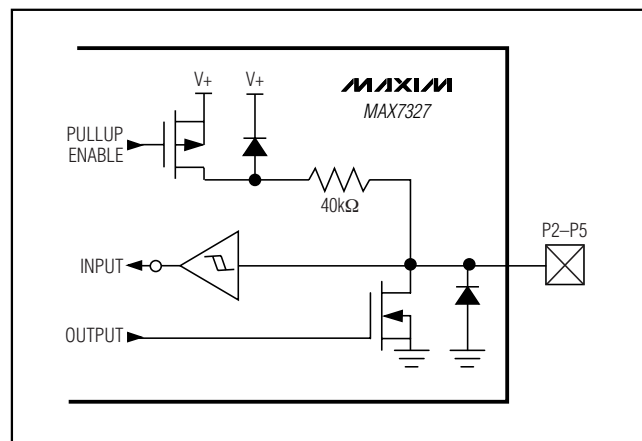 V+
V+
MAXIM
MAX7327
PULLUP
ENABLE
40kΩ
P2–P5
INPUT
OUTPUT